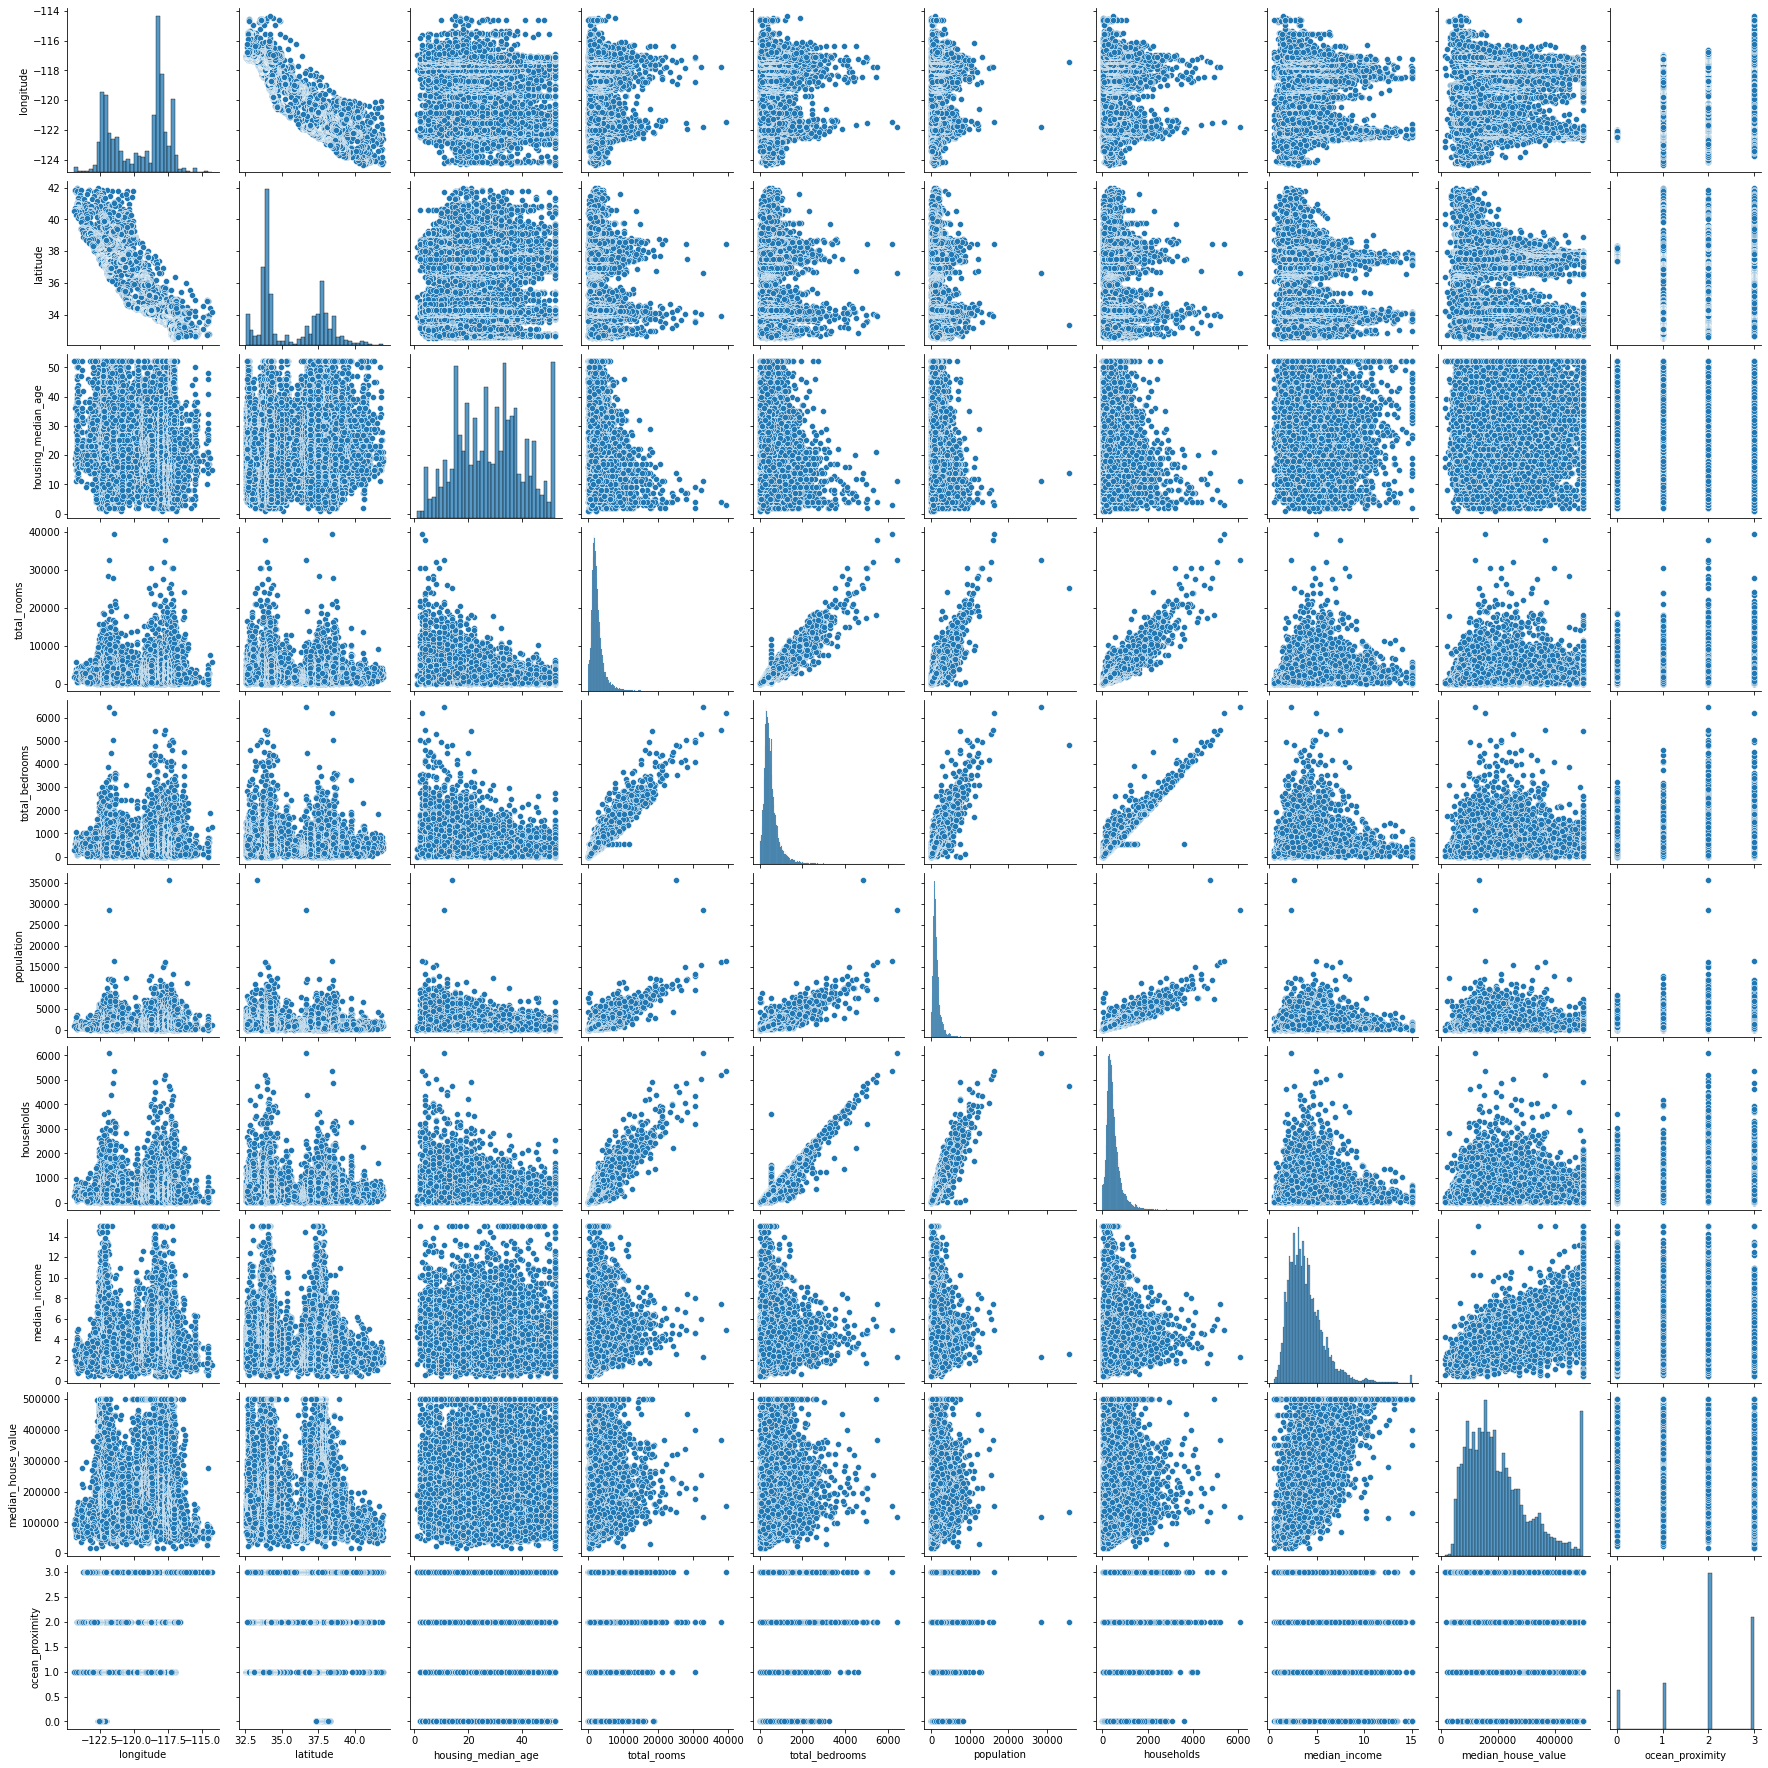 −114
−116
−118
−120
−122
−124
longitude
42
40
38
36
34
latitude
50
40
30
20
10
0
housing_median_age
40000
30000
20000
10000
0
total_rooms
6000
5000
4000
3000
2000
1000
0
total_bedrooms
35000
30000
25000
20000
15000
10000
5000
0
population
6000
5000
4000
3000
2000
1000
0
households
14
12
10
8
6
4
2
0
median_income
500000
400000
300000
200000
100000
0
median_house_value
3.0
2.5
2.0
1.5
1.0
0.5
0.0
ocean_proximity
−122.5 −120.0 −117.5 −115.0
longitude
32.5 35.0 37.5 40.0
latitude
0 20 40
housing_median_age
0 10000 20000 30000 40000
total_rooms
0 2000 4000 6000
total_bedrooms
0 10000 20000 30000
population
0 2000 4000 6000
households
0 5 10 15
median_income
0 200000 400000
median_house_value
0 1 2 3
ocean_proximity